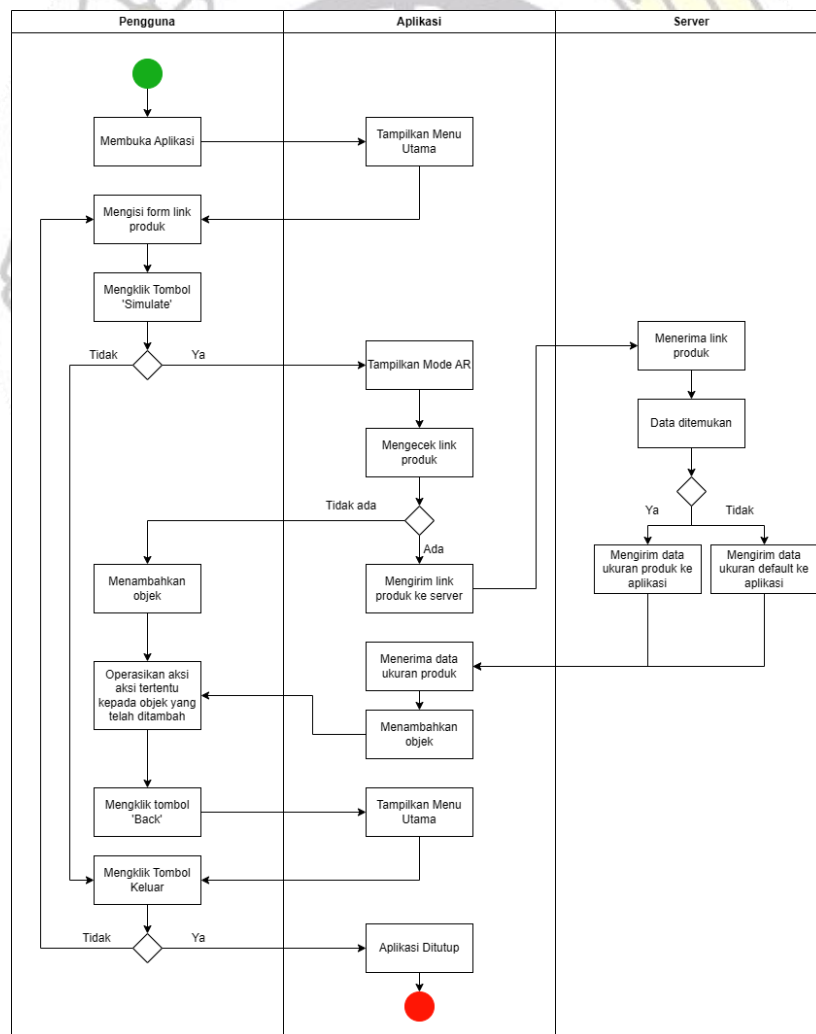 Pengguna
Aplikasi
Server
Membuka Aplikasi
Tampilkan Menu
Utama
Mengisi form link
produk
Mengklik Tombol
'Simulate'
Tidak
Ya
Tampilkan Mode AR
Menerima link
produk
Mengecek link
produk
Data ditemukan
Tidak ada
Ada
Ya
Tidak
Menambahkan
objek
Mengirim link
produk ke server
Mengirim data
ukuran produk ke
aplikasi
Mengirim data
ukuran default ke
aplikasi
Operasikan aksi
aksi tertentu
kepada objek yang
telah ditambah
Menerima data
ukuran produk
Menambahkan
objek
Mengklik tombol
'Back'
Tampilkan Menu
Utama
Mengklik Tombol
Keluar
Tidak
Ya
Aplikasi Ditutup